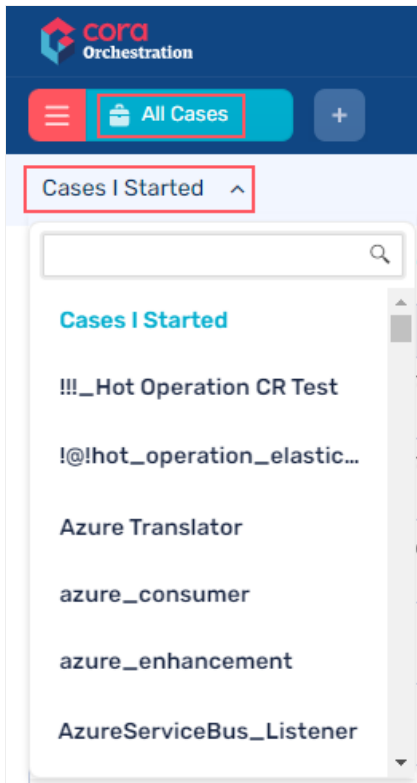 cora
Orchestration
All Cases
+
Cases I Started
Cases I Started
!!!_Hot Operation CR Test
!@!hot_operation_elastic...
Azure Translator
azure_consumer
azure_enhancement
AzureServiceBus_Listener